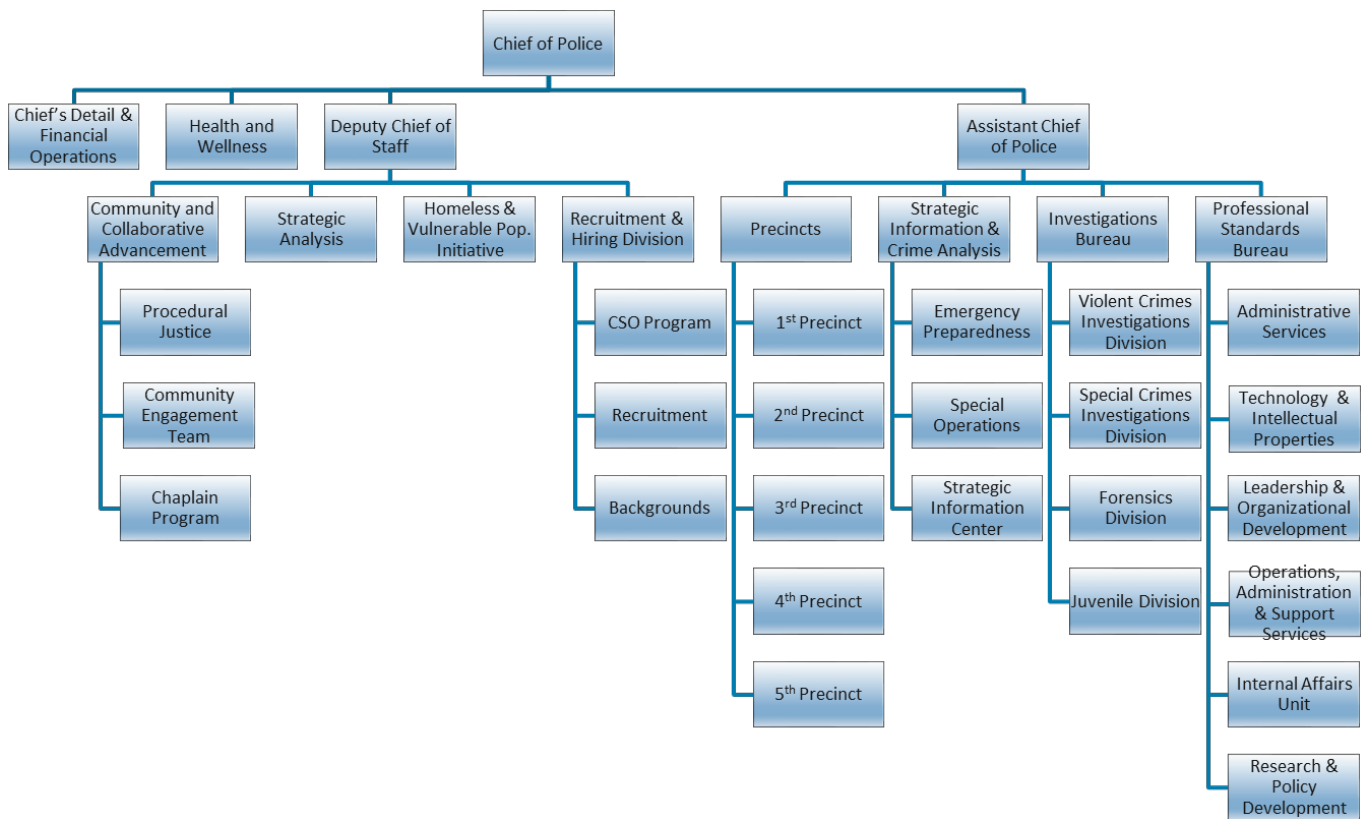 Chief of Police
Chief's Detail &
Financial
Operations
Health and
Wellness
Deputy Chief of
Staff
Assistant Chief
of Police
Community and
Collaborative
Advancement
Strategic
Analysis
Homeless &
Vulnerable Pop.
Initiative
Recruitment &
Hiring Division
Precincts
Strategic
Information &
Crime Analysis
Investigations
Bureau
Professional
Standards
Bureau
Procedural
Justice
Community
Engagement
Team
Chaplain
Program
CSO Program
Recruitment
Backgrounds
1st Precinct
2nd Precinct
3rd Precinct
4th Precinct
5th Precinct
Emergency
Preparedness
Special
Operations
Strategic
Information
Center
Violent Crimes
Investigations
Division
Special Crimes
Investigations
Division
Forensics
Division
Juvenile Division
Administrative
Services
Technology &
Intellectual
Properties
Leadership &
Organizational
Development
Operations,
Administration
& Support
Services
Internal Affairs
Unit
Research &
Policy
Development